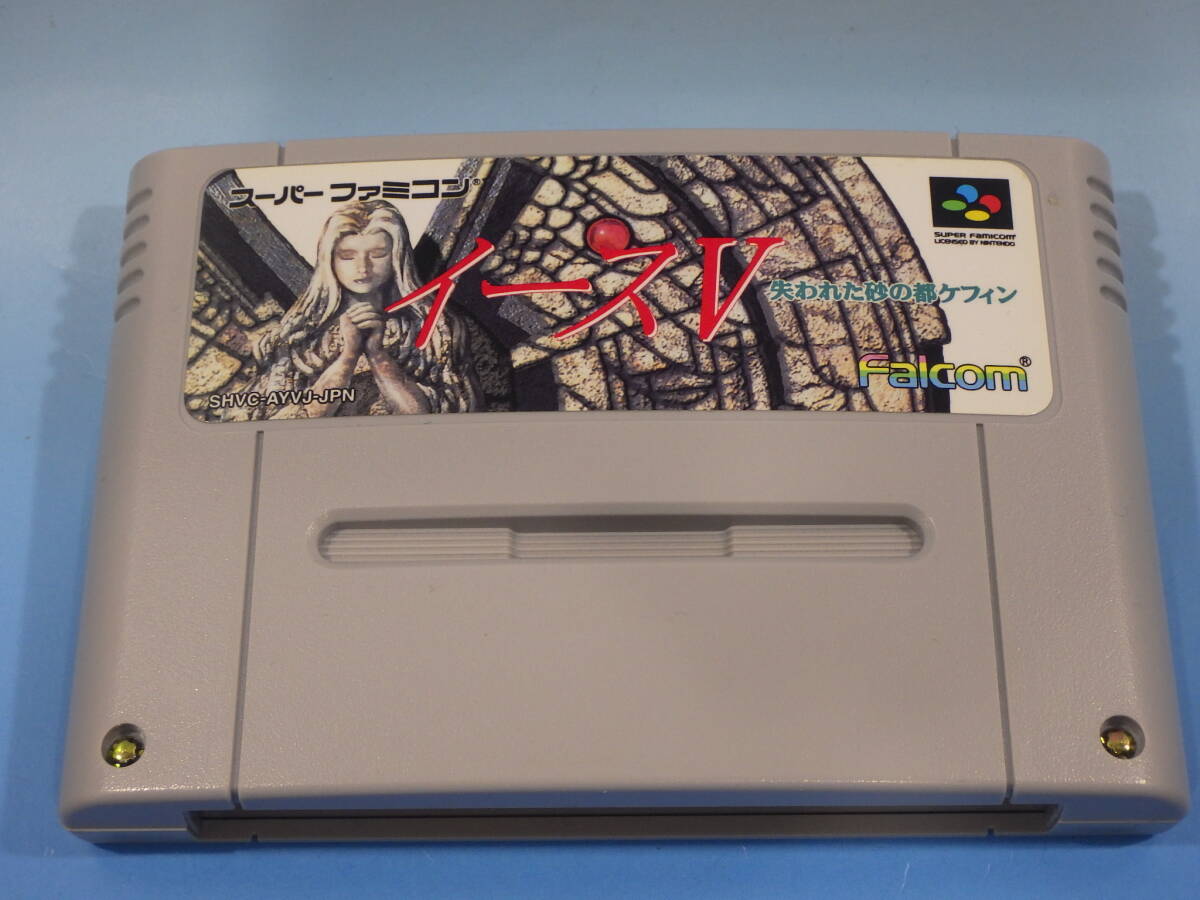 スーパーファミコン®
イースV
失われた砂の都ケフィン
SUPER FAMICOM
LICENSED BY NINTENDO
Falcom®
SHVC-AYVJ-JPN